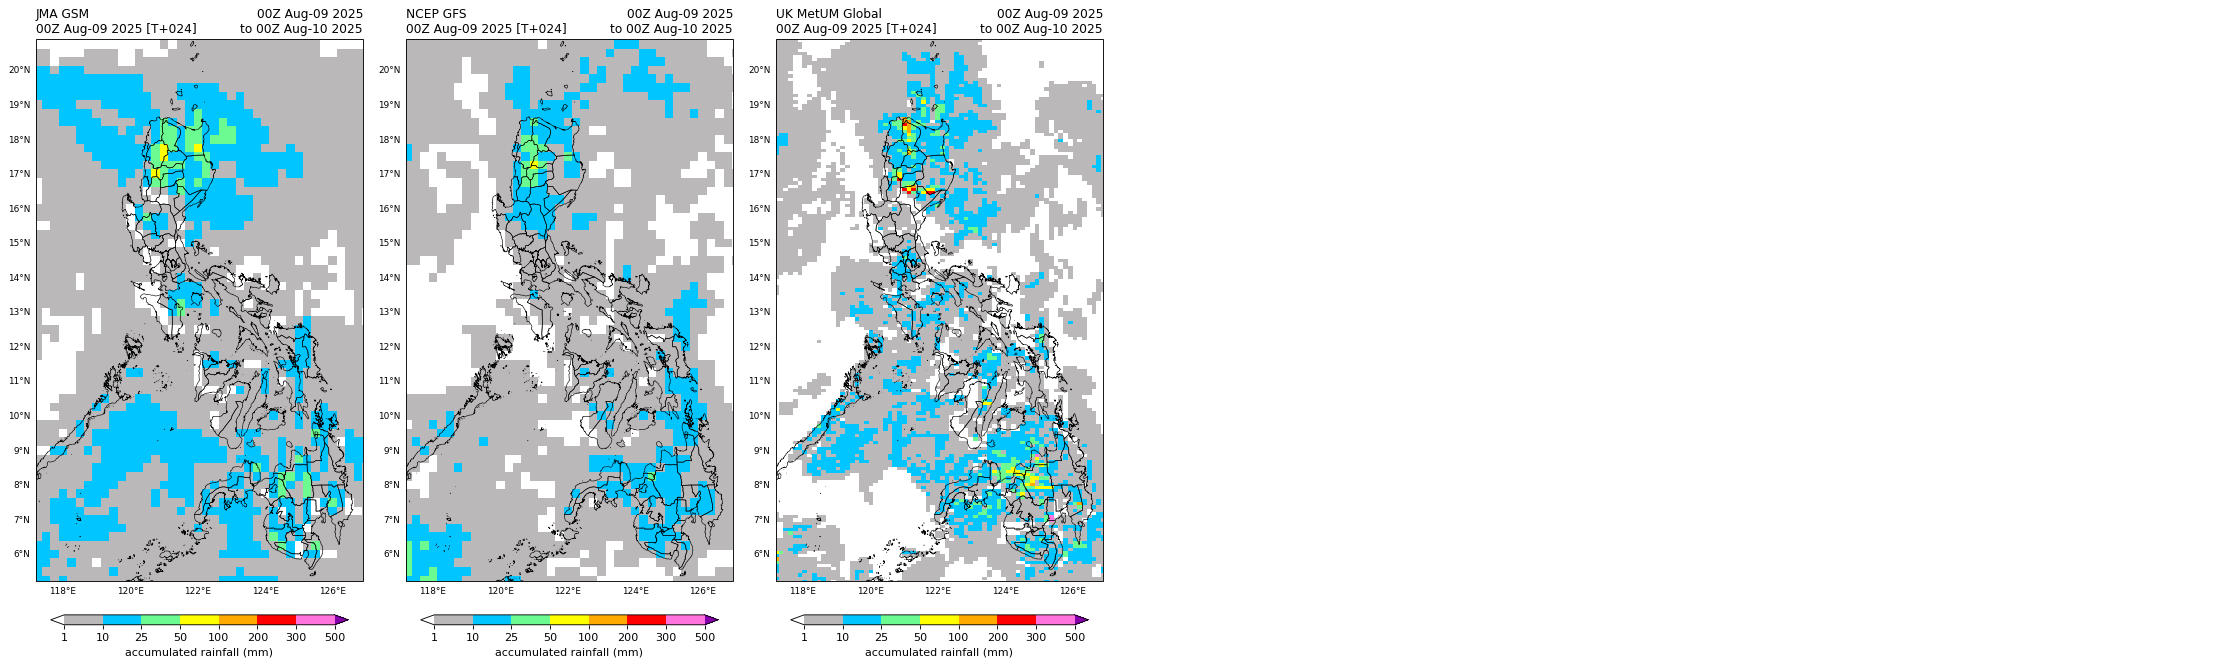 JMA GSM 00Z Aug-09 2025
00Z Aug-09 2025 [T+024] to 00Z Aug-10 2025
20°N
19°N
18°N
17°N
16°N
15°N
14°N
13°N
12°N
11°N
10°N
9°N
8°N
7°N
6°N
118°E 120°E 122°E 124°E 126°E
1 10 25 50 100 200 300 500
accumulated rainfall (mm)
NCEP GFS 00Z Aug-09 2025
00Z Aug-09 2025 [T+024] to 00Z Aug-10 2025
20°N
19°N
18°N
17°N
16°N
15°N
14°N
13°N
12°N
11°N
10°N
9°N
8°N
7°N
6°N
118°E 120°E 122°E 124°E 126°E
1 10 25 50 100 200 300 500
accumulated rainfall (mm)
UK MetUM Global 00Z Aug-09 2025
00Z Aug-09 2025 [T+024] to 00Z Aug-10 2025
20°N
19°N
18°N
17°N
16°N
15°N
14°N
13°N
12°N
11°N
10°N
9°N
8°N
7°N
6°N
118°E 120°E 122°E 124°E 126°E
1 10 25 50 100 200 300 500
accumulated rainfall (mm)